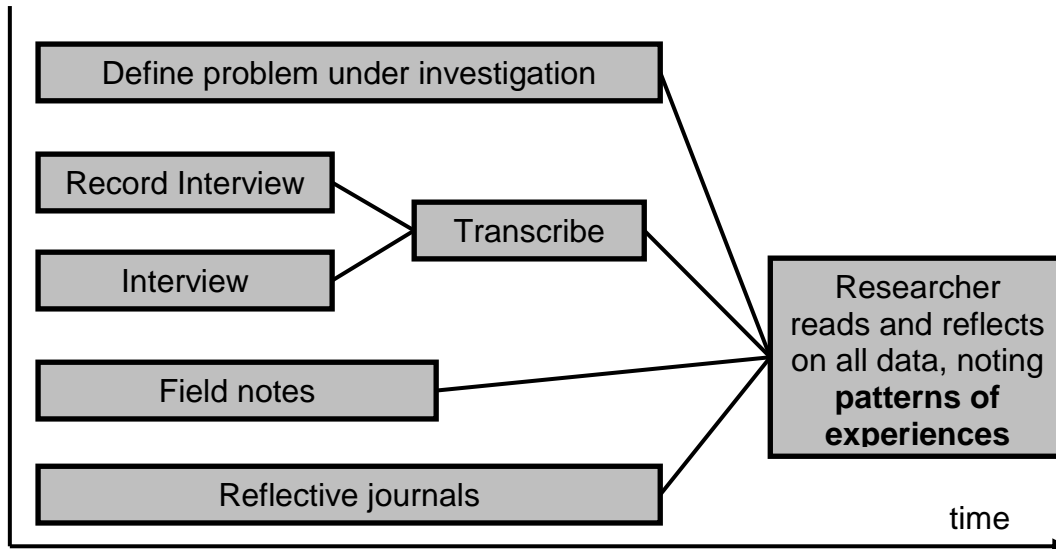 Define problem under investigation
Record Interview
Transcribe
Interview
Field notes
Reflective journals
Researcher
reads and reflects
on all data, noting
patterns of
experiences
time